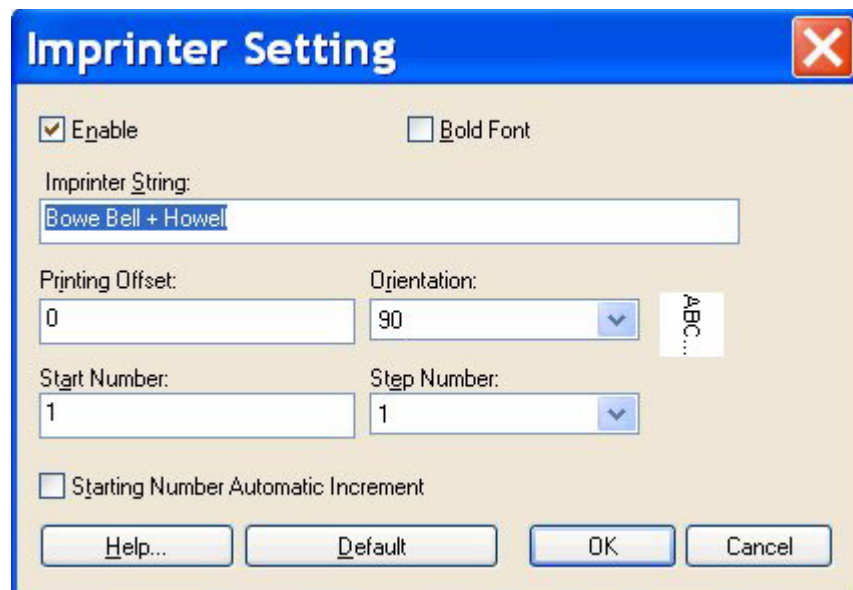 Imprinter Setting
Enable
Bold Font
Imprinter String:
Bowe Bell + Howell
Printing Offset:
Orientation:
0
90
ABC...
Start Number:
Step Number:
1
1
Starting Number Automatic Increment
Help...
Default
OK
Cancel